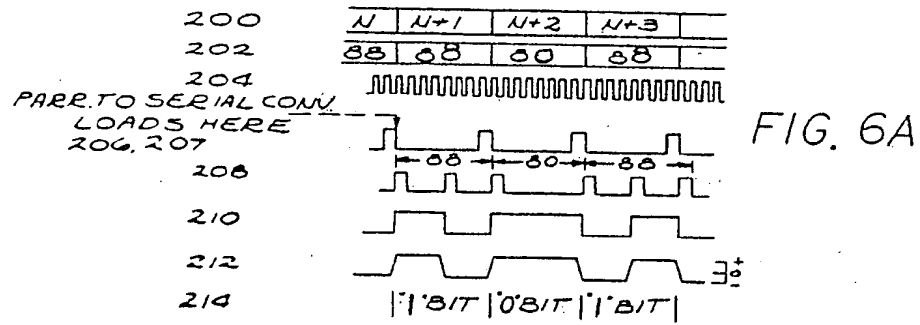 200 N N+1 N+2 N+3
202 88 88 80 88
204
PARR. TO SERIAL CONV.
LOADS HERE
206, 207
FIG. 6A
88 80 88
208
210
212 + 0 -
214 "1" BIT "0" BIT "1" BIT